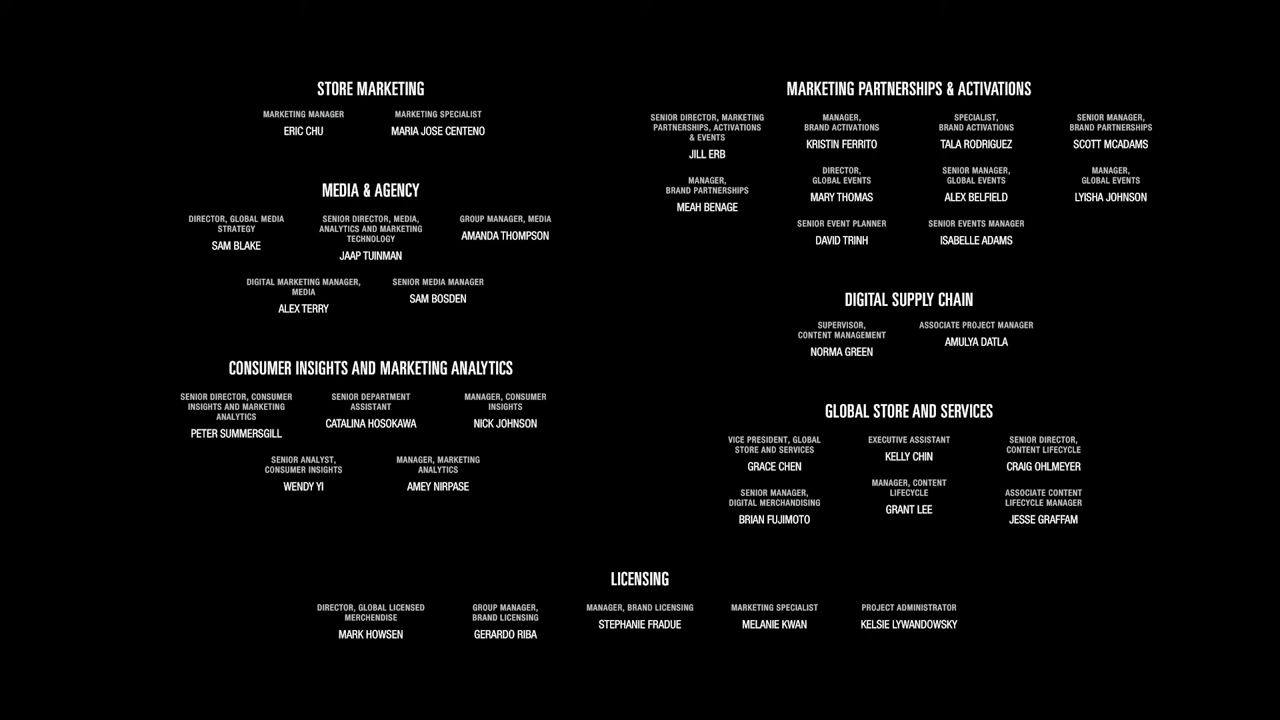 STORE MARKETING
MARKETING MANAGER
ERIC CHU
MARKETING SPECIALIST
MARIA JOSE CENTENO
MEDIA & AGENCY
DIRECTOR, GLOBAL MEDIA
STRATEGY
SAM BLAKE
SENIOR DIRECTOR, MEDIA,
ANALYTICS AND MARKETING
TECHNOLOGY
JAAP TUINMAN
GROUP MANAGER, MEDIA
AMANDA THOMPSON
DIGITAL MARKETING MANAGER,
MEDIA
ALEX TERRY
SENIOR MEDIA MANAGER
SAM BOSDEN
CONSUMER INSIGHTS AND MARKETING ANALYTICS
SENIOR DIRECTOR, CONSUMER
INSIGHTS AND MARKETING
ANALYTICS
PETER SUMMERSGILL
SENIOR DEPARTMENT
ASSISTANT
CATALINA HOSOKAWA
MANAGER, CONSUMER
INSIGHTS
NICK JOHNSON
SENIOR ANALYST,
CONSUMER INSIGHTS
WENDY YI
MANAGER, MARKETING
ANALYTICS
AMEY NIRPASE
MARKETING PARTNERSHIPS & ACTIVATIONS
SENIOR DIRECTOR, MARKETING
PARTNERSHIPS, ACTIVATIONS
& EVENTS
JILL ERB
MANAGER,
BRAND ACTIVATIONS
KRISTIN FERRITO
SPECIALIST,
BRAND ACTIVATIONS
TALA RODRIGUEZ
SENIOR MANAGER,
BRAND PARTNERSHIPS
SCOTT MCADAMS
MANAGER,
BRAND PARTNERSHIPS
MEAH BENAGE
DIRECTOR,
GLOBAL EVENTS
MARY THOMAS
SENIOR MANAGER,
GLOBAL EVENTS
ALEX BELFIELD
MANAGER,
GLOBAL EVENTS
LYISHA JOHNSON
SENIOR EVENT PLANNER
DAVID TRINH
SENIOR EVENTS MANAGER
ISABELLE ADAMS
DIGITAL SUPPLY CHAIN
SUPERVISOR,
CONTENT MANAGEMENT
NORMA GREEN
ASSOCIATE PROJECT MANAGER
AMULYA DATLA
GLOBAL STORE AND SERVICES
VICE PRESIDENT, GLOBAL
STORE AND SERVICES
GRACE CHEN
EXECUTIVE ASSISTANT
KELLY CHIN
SENIOR DIRECTOR,
CONTENT LIFECYCLE
CRAIG OHLMEYER
SENIOR MANAGER,
DIGITAL MERCHANDISING
BRIAN FUJIMOTO
MANAGER, CONTENT
LIFECYCLE
GRANT LEE
ASSOCIATE CONTENT
LIFECYCLE MANAGER
JESSE GRAFFAM
LICENSING
DIRECTOR, GLOBAL LICENSED
MERCHENDISE
MARK HOWSEN
GROUP MANAGER,
BRAND LICENSING
GERARDO RIBA
MANAGER, BRAND LICENSING
STEPHANIE FRADUE
MARKETING SPECIALIST
MELANIE KWAN
PROJECT ADMINISTRATOR
KELSIE LYWANDOWSKY